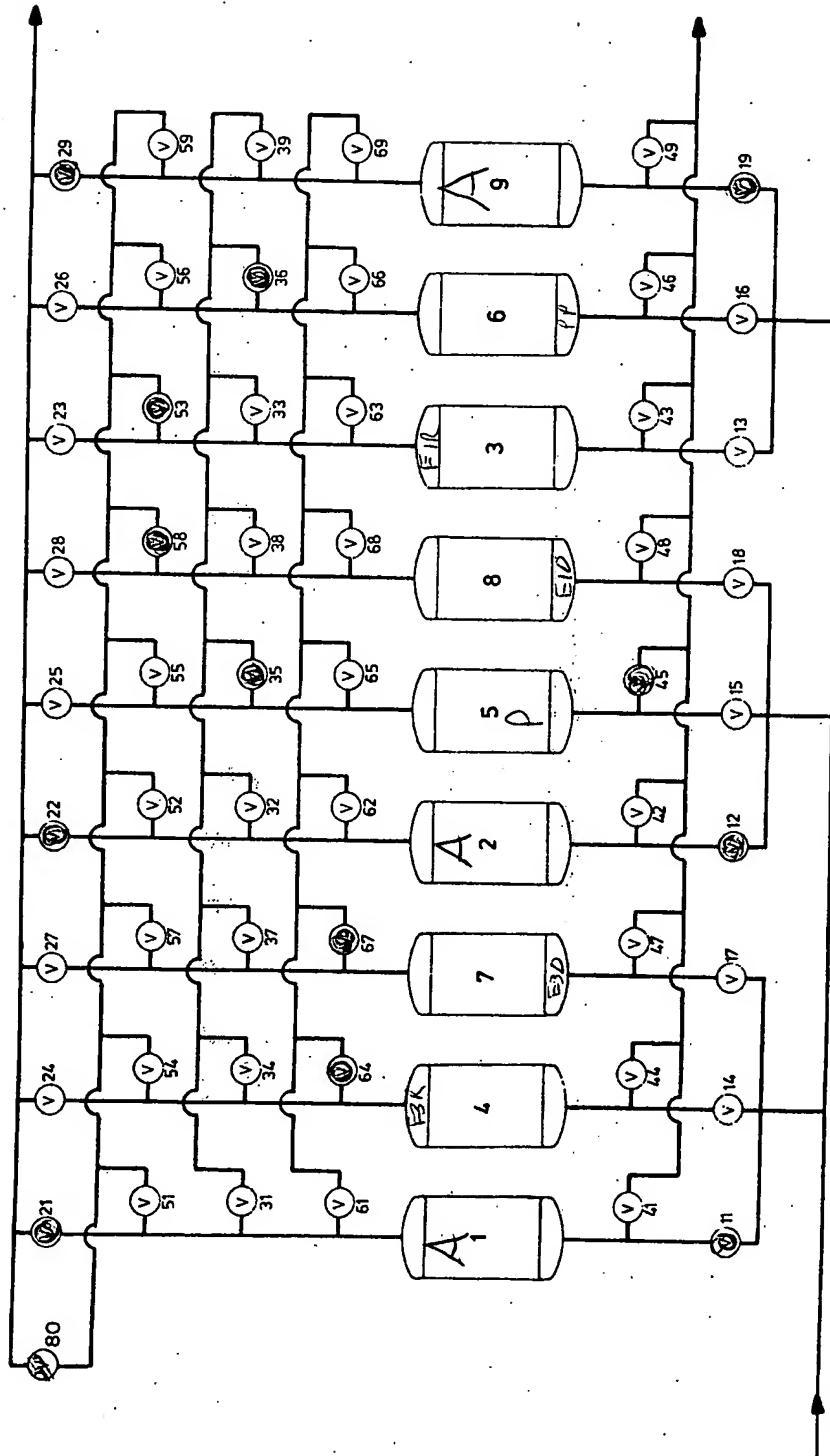 80
21 V 24 V 27 22 V 25 V 28 V 23 V 26 29
V 51 V 54 V 57 V 52 V 55 58 53 V 56 V 59
V 31 V 34 V 37 V 32 35 V 38 V 33 36 V 39
V 61 64 67 V 62 V 65 V 68 V 63 V 66 V 69
A E3R A E1R A
1 4 7 2 5 8 3 6 9
E3D P E1D PP
V 41 V 44 V 47 V 42 45 V 48 V 43 V 46 V 49
11 V 14 V 17 12 V 15 V 18 V 13 V 16 19